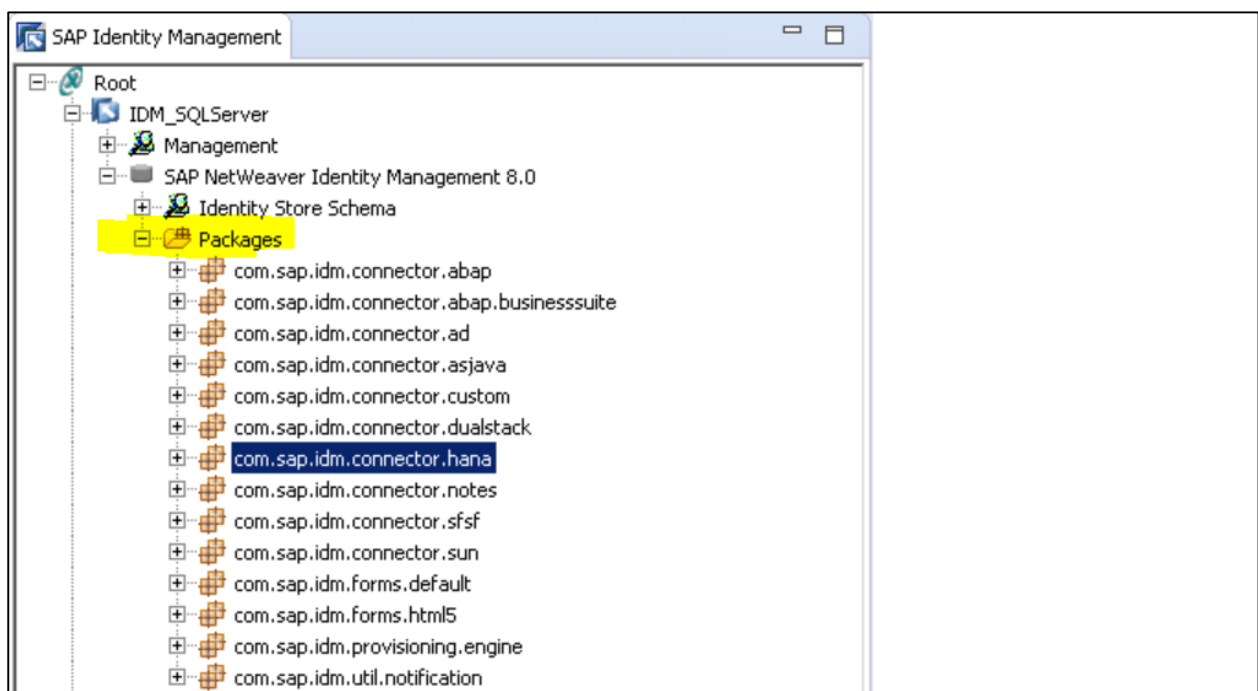 SAP Identity Management
Root
IDM_SQLServer
Management
SAP NetWeaver Identity Management 8.0
Identity Store Schema
Packages
com.sap.idm.connector.abap
com.sap.idm.connector.abap.businesssuite
com.sap.idm.connector.ad
com.sap.idm.connector.asjava
com.sap.idm.connector.custom
com.sap.idm.connector.dualstack
com.sap.idm.connector.hana
com.sap.idm.connector.notes
com.sap.idm.connector.sfsf
com.sap.idm.connector.sun
com.sap.idm.forms.default
com.sap.idm.forms.html5
com.sap.idm.provisioning.engine
com.sap.idm.util.notification